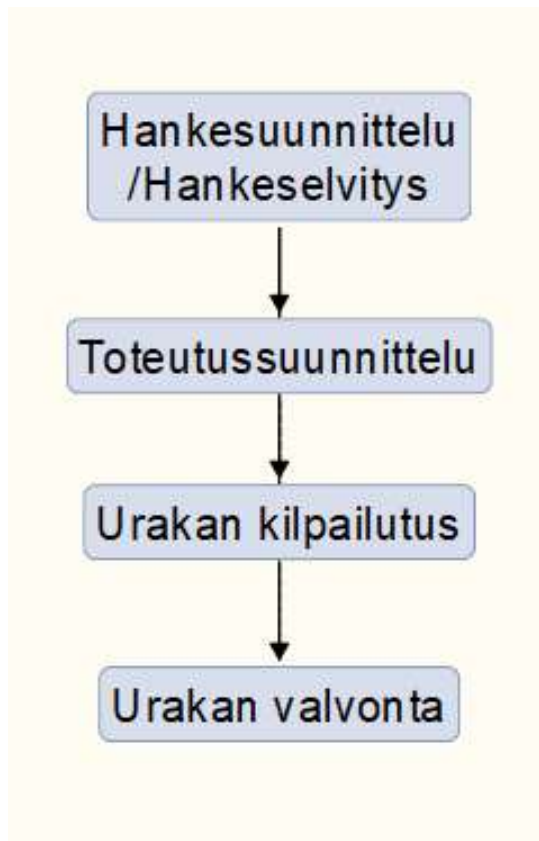 Hankesuunnittelu
/Hankeselvitys
Toteutussuunnittelu
Urakan kilpailutus
Urakan valvonta